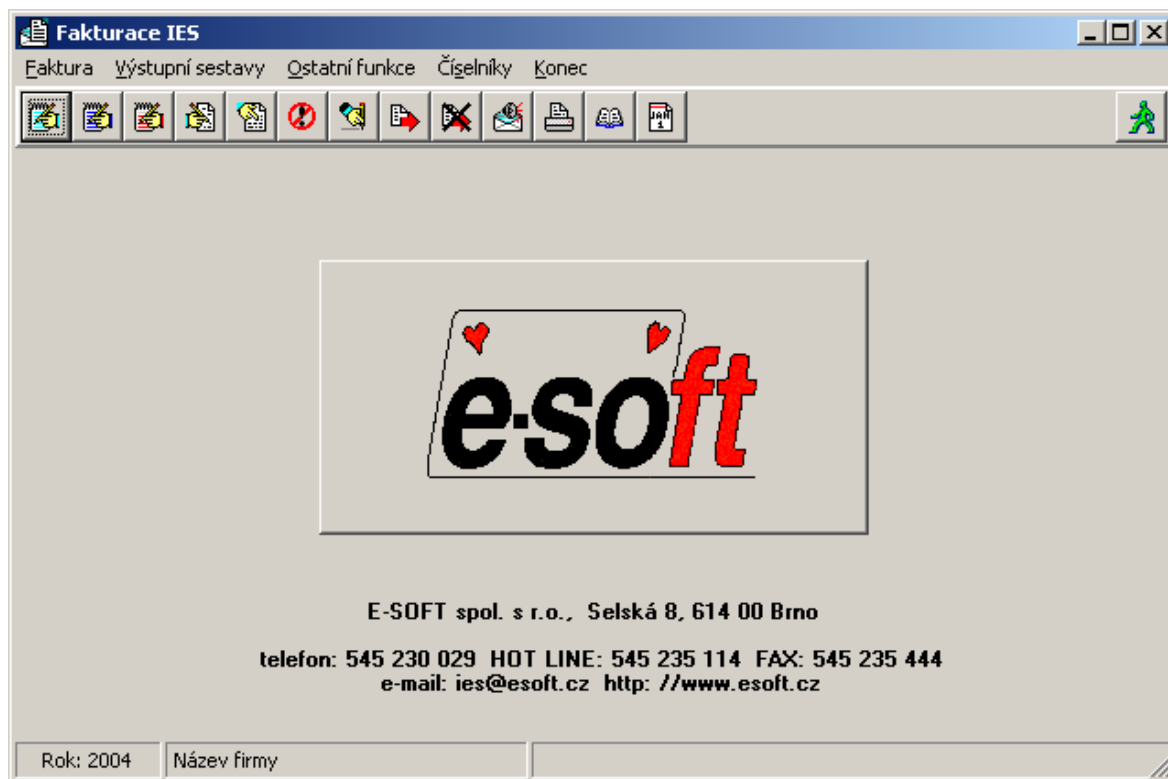 Fakturace IES
Faktura Výstupní sestavy Ostatní funkce Číselníky Konec
JAN
1
e-soft
E-SOFT spol. s r.o., Selská 8, 614 00 Brno
telefon: 545 230 029 HOT LINE: 545 235 114 FAX: 545 235 444
e-mail: ies@esoft.cz http: //www.esoft.cz
Rok: 2004 Název firmy